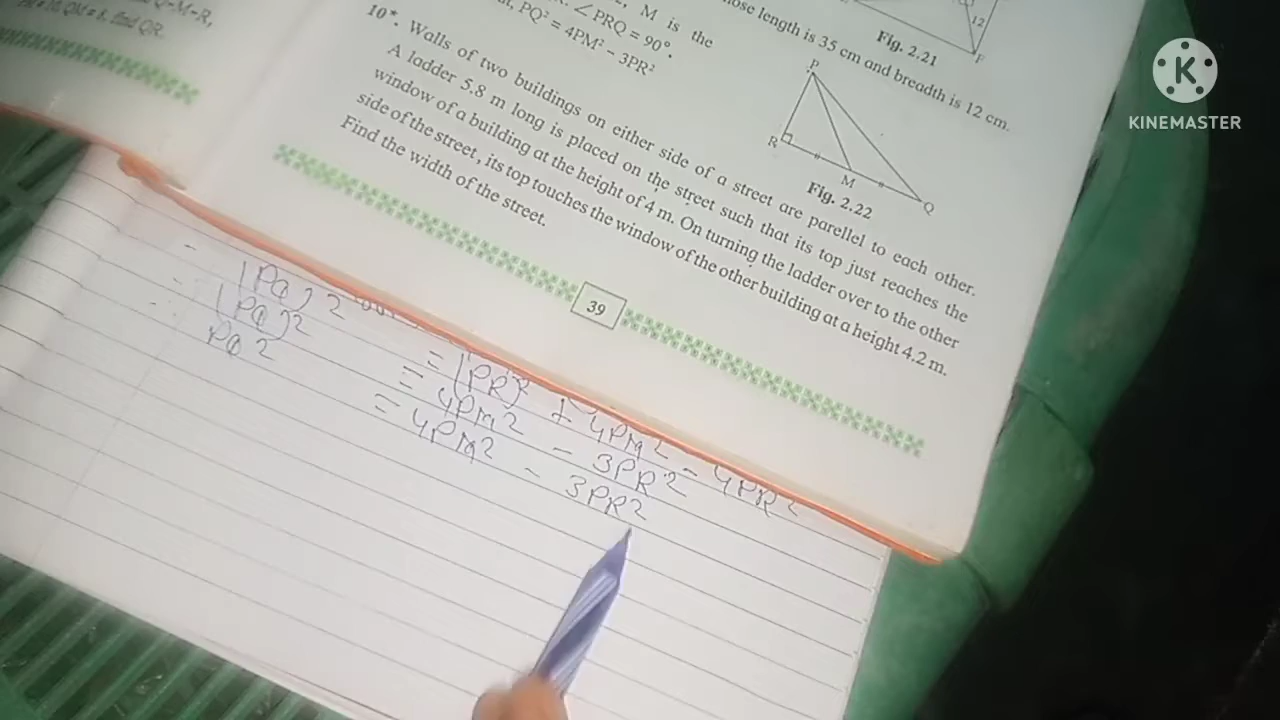 Q-M-R,
QM = 8, find QR.
M is the
∠PRQ = 90°.
PQ² = 4PM² − 3PR²
length is 35 cm and breadth is 12 cm.
12
F
Fig. 2.21
P
R
M
Q
Fig. 2.22
10*. Walls of two buildings on either side of a street are parellel to each other.
A ladder 5.8 m long is placed on the street such that its top just reaches the
window of a building at the height of 4 m. On turning the ladder over to the other
side of the street, its top touches the window of the other building at a height 4.2 m.
Find the width of the street.
39
(PQ)2
= (PR)2 + 4PM2 - 4PR2
(PQ)2 = 4PM2 - 3PR2
PQ2 = 4PM2 - 3PR2
K
KINEMASTER